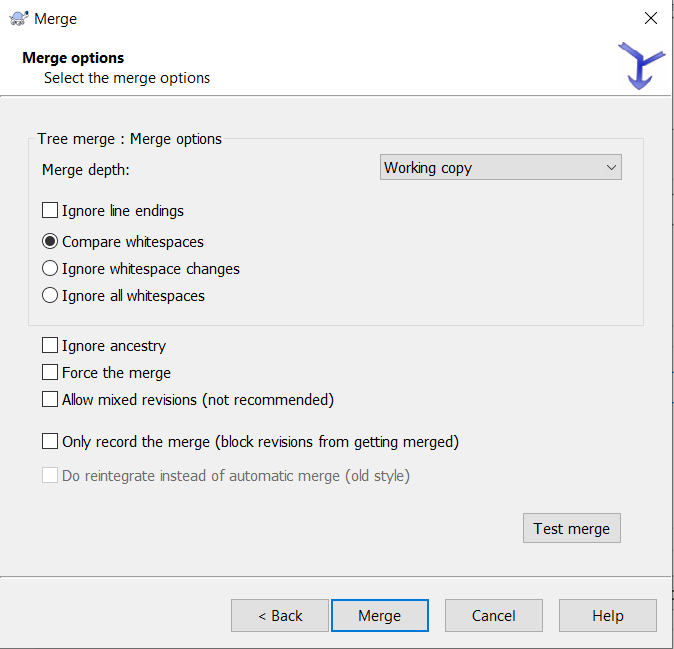 Merge
Merge options
Select the merge options
Tree merge : Merge options
Merge depth:
Working copy
Ignore line endings
Compare whitespaces
Ignore whitespace changes
Ignore all whitespaces
Ignore ancestry
Force the merge
Allow mixed revisions (not recommended)
Only record the merge (block revisions from getting merged)
Do reintegrate instead of automatic merge (old style)
Test merge
< Back
Merge
Cancel
Help